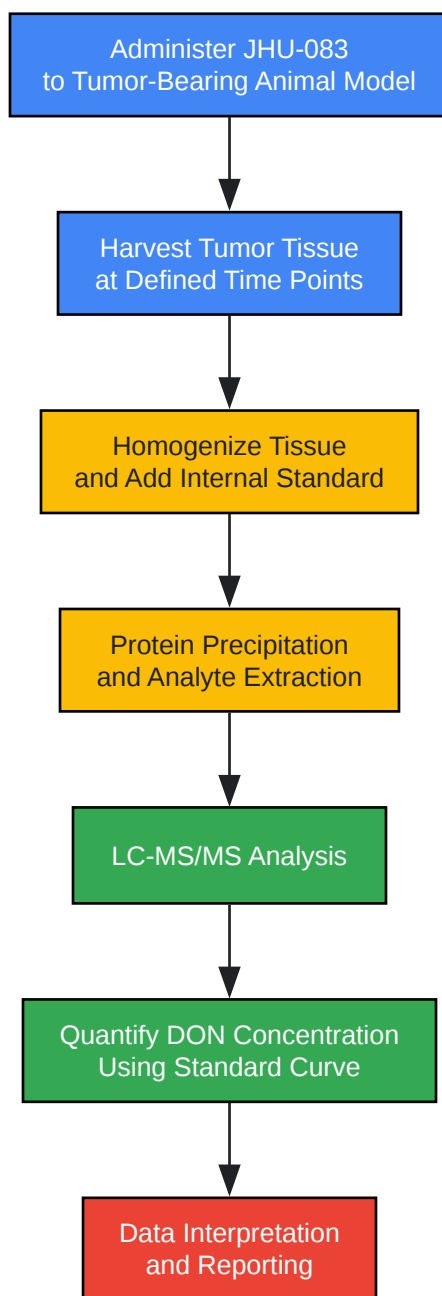 Administer JHU-083
to Tumor-Bearing Animal Model
Harvest Tumor Tissue
at Defined Time Points
Homogenize Tissue
and Add Internal Standard
Protein Precipitation
and Analyte Extraction
LC-MS/MS Analysis
Quantify DON Concentration
Using Standard Curve
Data Interpretation
and Reporting